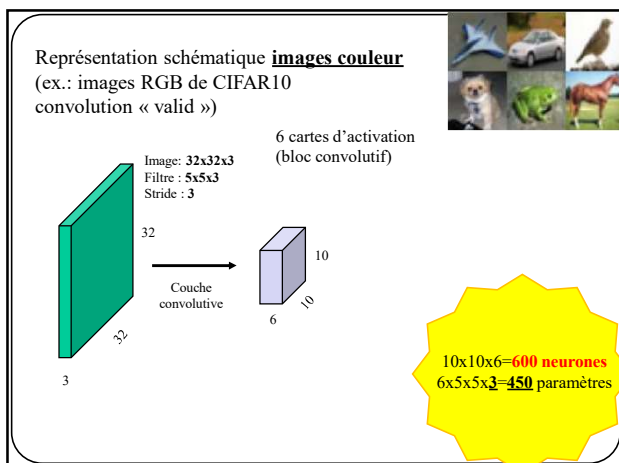 Représentation schématique images couleur
(ex.: images RGB de CIFAR10
convolution « valid »)
6 cartes d’activation
(bloc convolutif)
Image: 32x32x3
Filtre : 5x5x3
Stride : 3
32
32
3
Couche
convolutive
10
10
6
10x10x6=600 neurones
6x5x5x3=450 paramètres